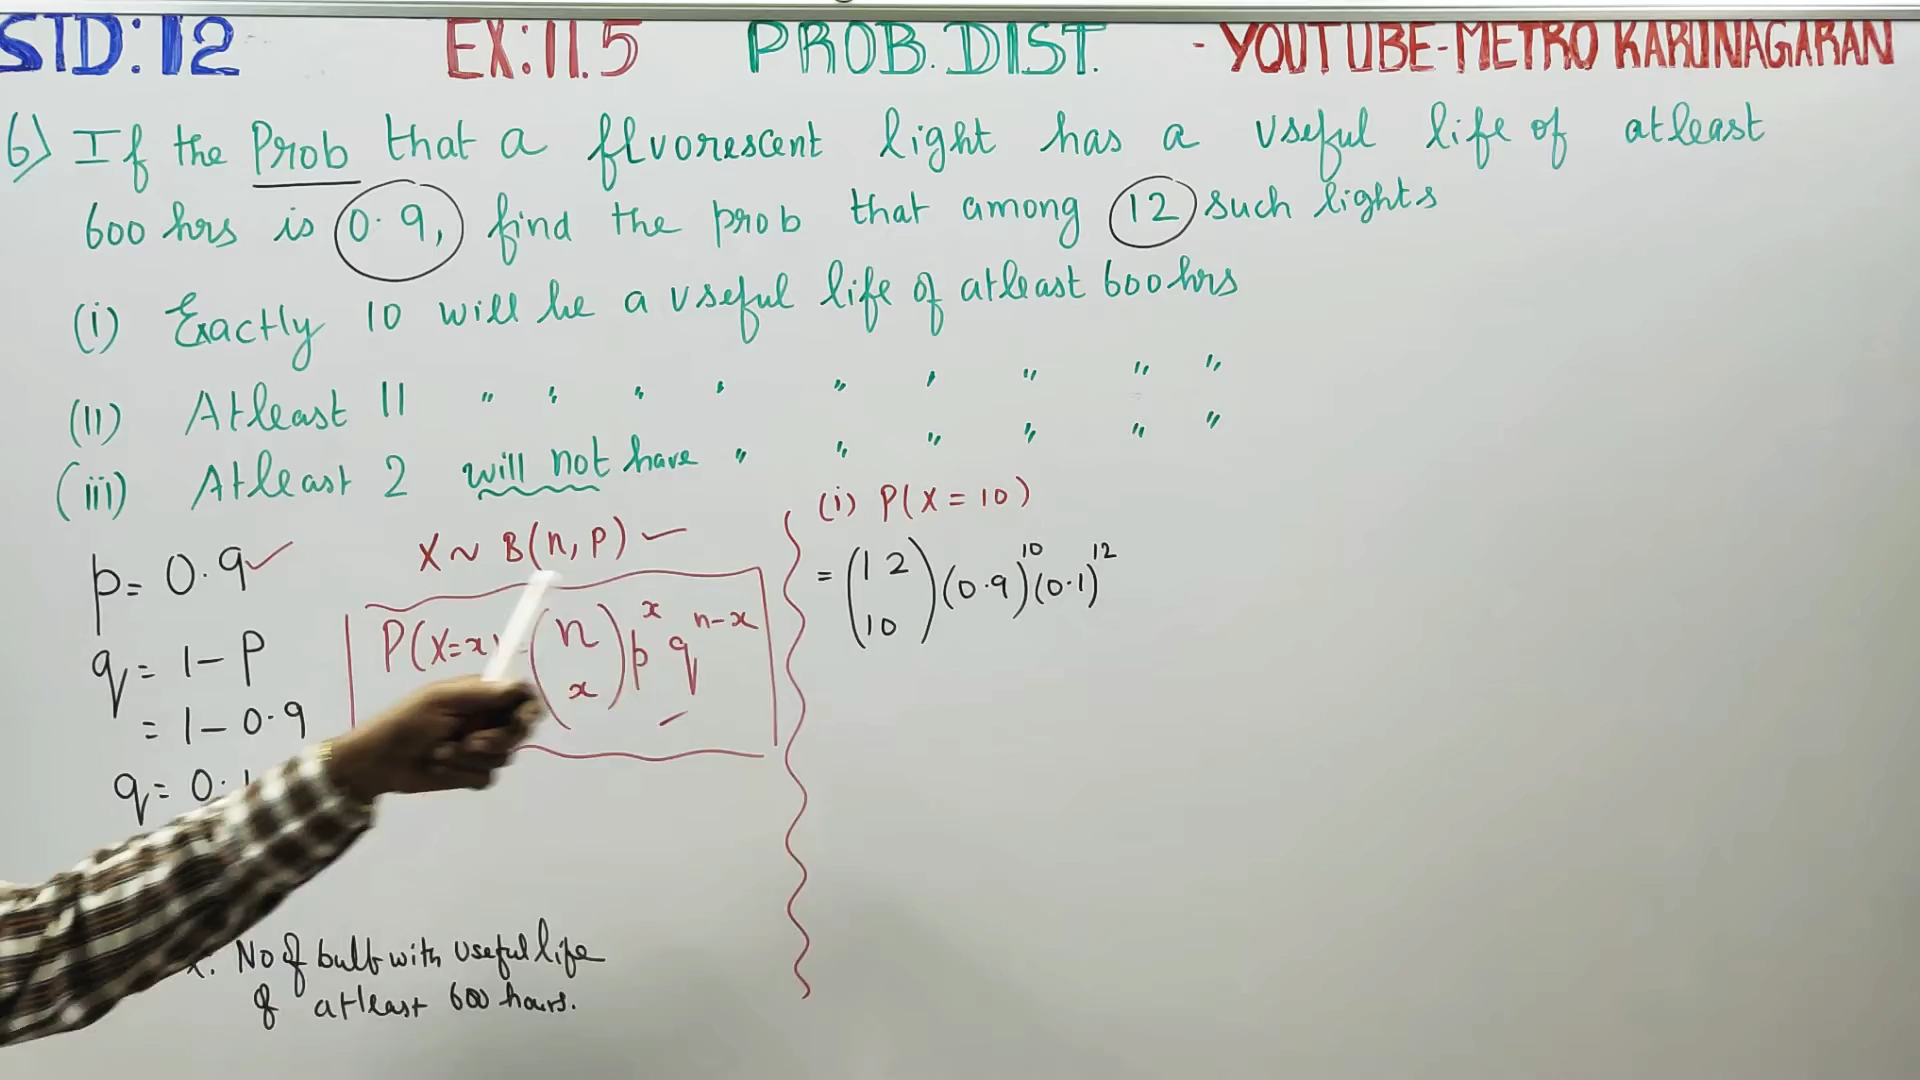 STD: 12 EX: 11.5 PROB. DIST. - YOUTUBE-METRO KARUNAGARAN
6) If the Prob that a fluorescent light has a useful life of atleast
600 hrs is 0.9, find the prob that among 12 such lights
(i) Exactly 10 will be a useful life of atleast 600 hrs
(ii) Atleast 11 " " " " " " " " "
(iii) Atleast 2 will not have " " " " " "
p = 0.9
q = 1 - P
= 1 - 0.9
q = 0.1
X ~ B(n, p)
P(X=x) = (n x) p^x q^n-x
No of bulb with useful life
of atleast 600 hours.
(i) P(X = 10)
= (12 10) (0.9)^10 (0.1)^12